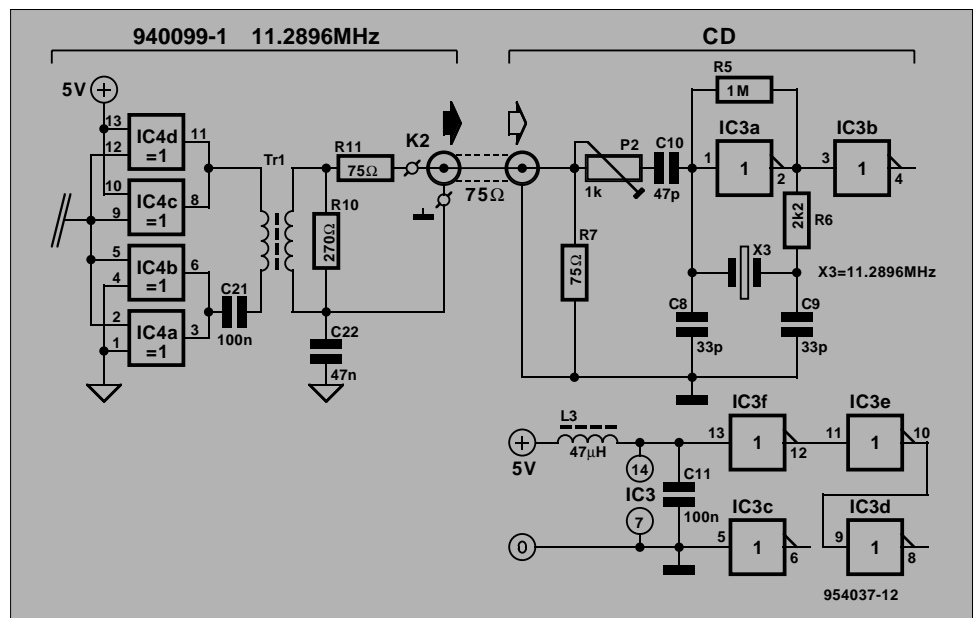 940099-1 11.2896MHz
CD
5V
13
12
IC4d
=1
11
10
9
IC4c
=1
8
5
4
IC4b
=1
6
2
1
IC4a
=1
3
C21
100n
Tr1
R11
75Ω
R10
270Ω
C22
47n
K2
75Ω
P2
1k
C10
47p
R7
75Ω
R5
1M
IC3a
1
1
2
IC3b
3
1
4
R6
2k2
X3
X3=11.2896MHz
C8
33p
C9
33p
5V
L3
47µH
14
IC3
7
C11
100n
0
IC3f
13
1
12
IC3e
11
1
10
IC3c
5
1
6
IC3d
9
1
8
954037-12